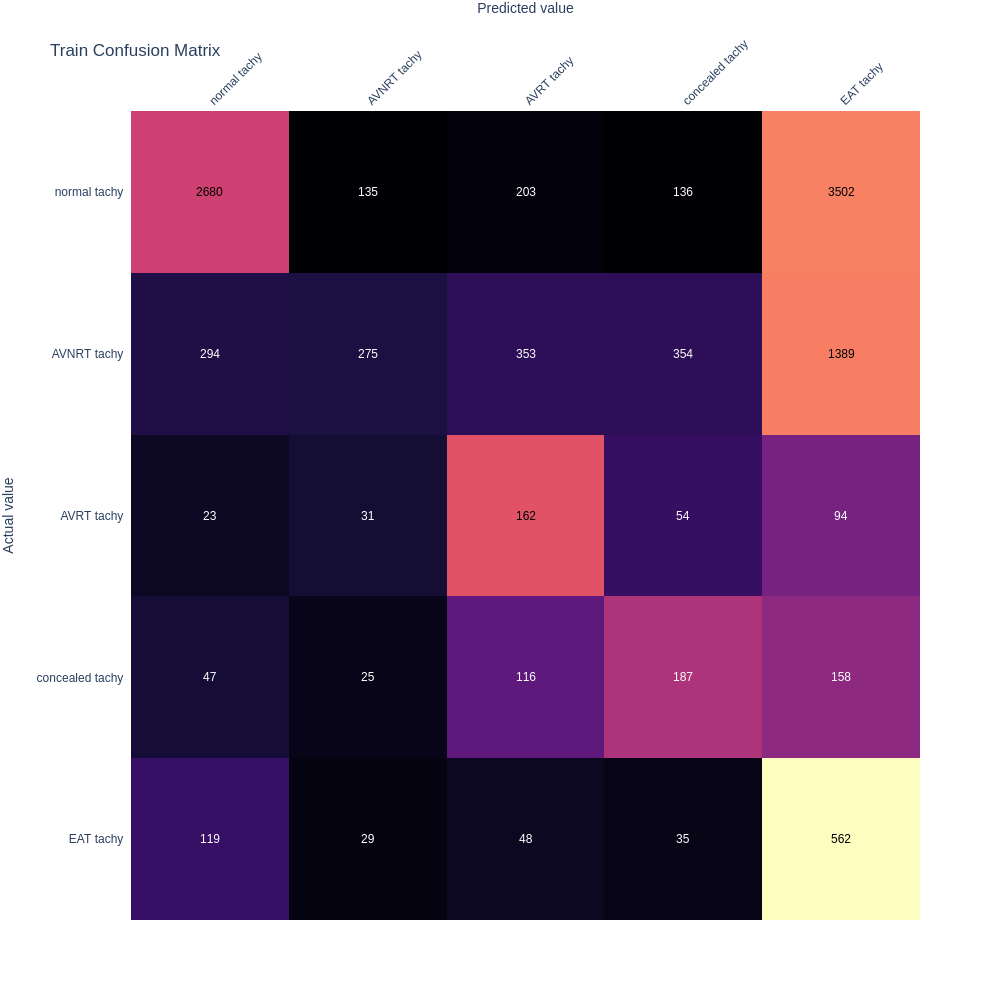 Predicted value
Train Confusion Matrix
normal tachy
AVNRT tachy
AVRT tachy
concealed tachy
EAT tachy
normal tachy 2680 135 203 136 3502
AVNRT tachy 294 275 353 354 1389
AVRT tachy 23 31 162 54 94
concealed tachy 47 25 116 187 158
EAT tachy 119 29 48 35 562
Actual value